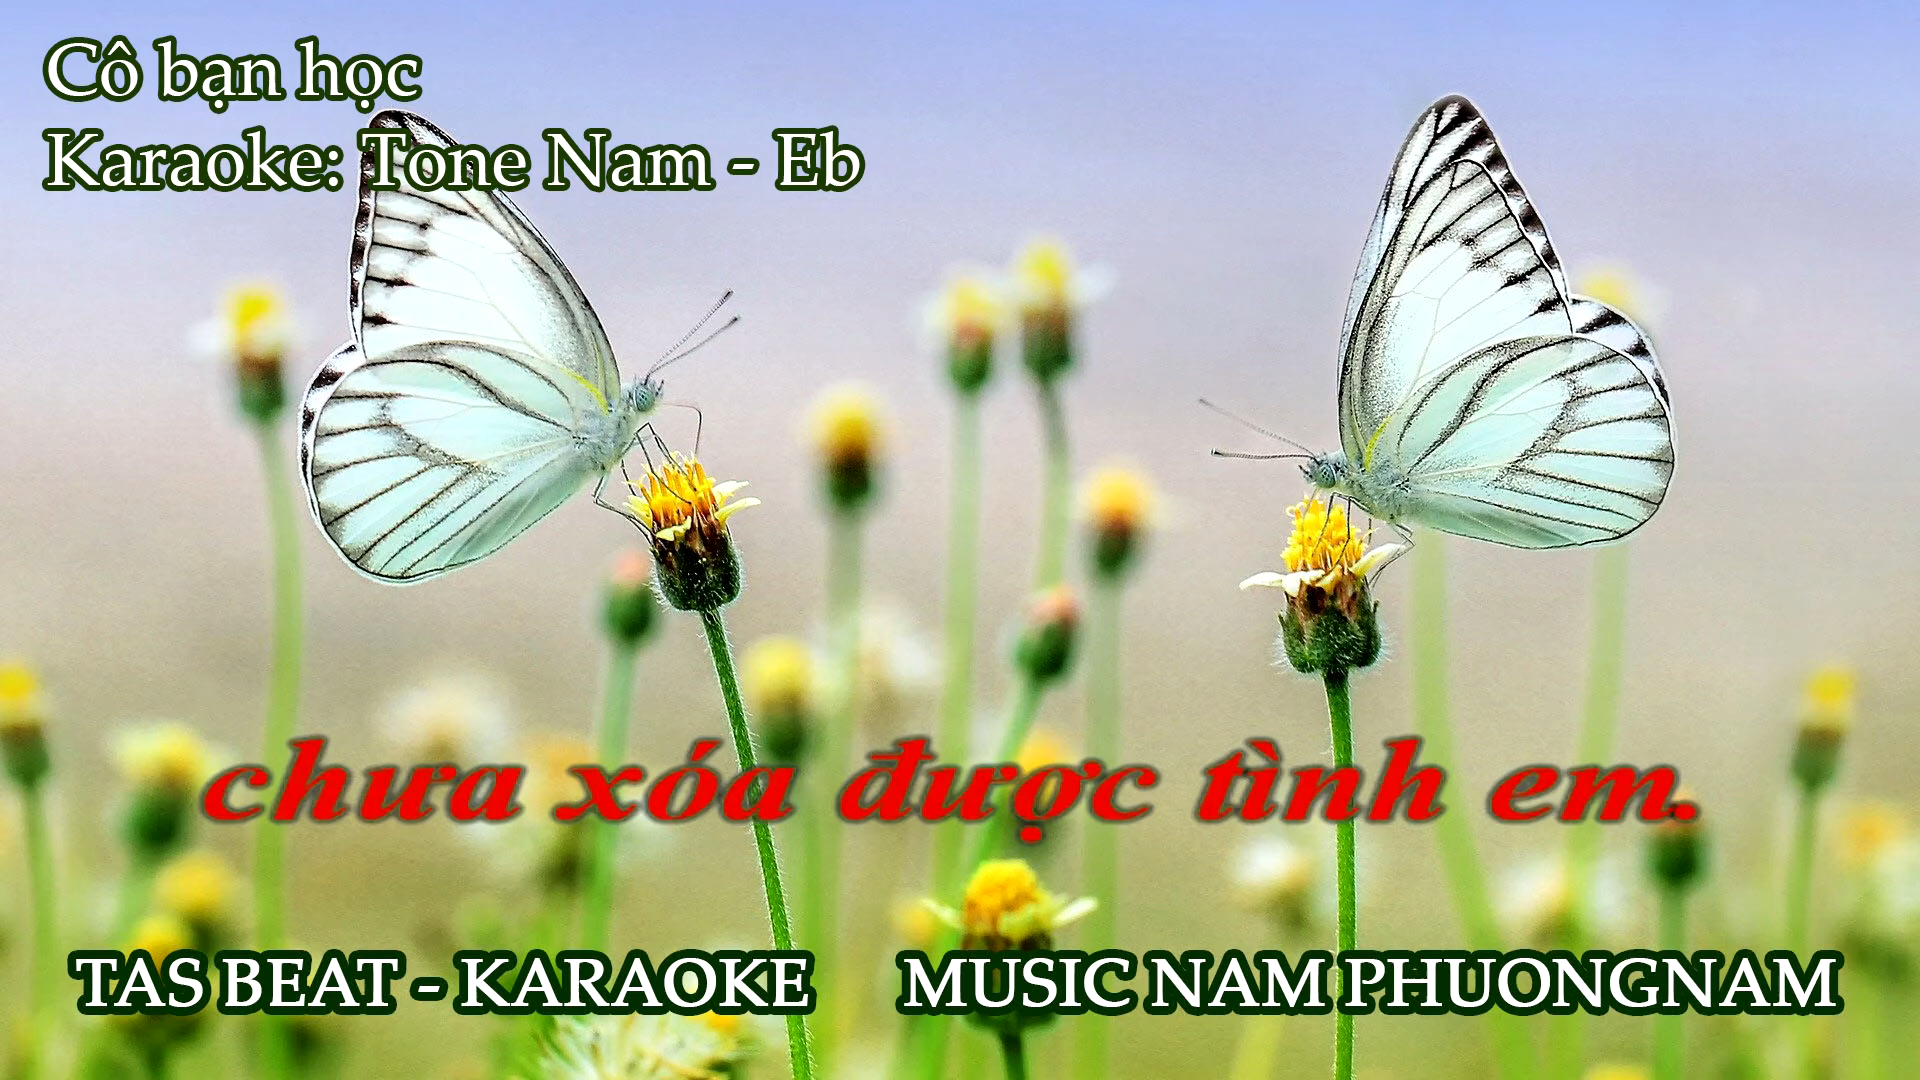 Cô bạn học
Karaoke: Tone Nam - Eb
chưa xóa được tình em.
TAS BEAT - KARAOKE MUSIC NAM PHUONGNAM